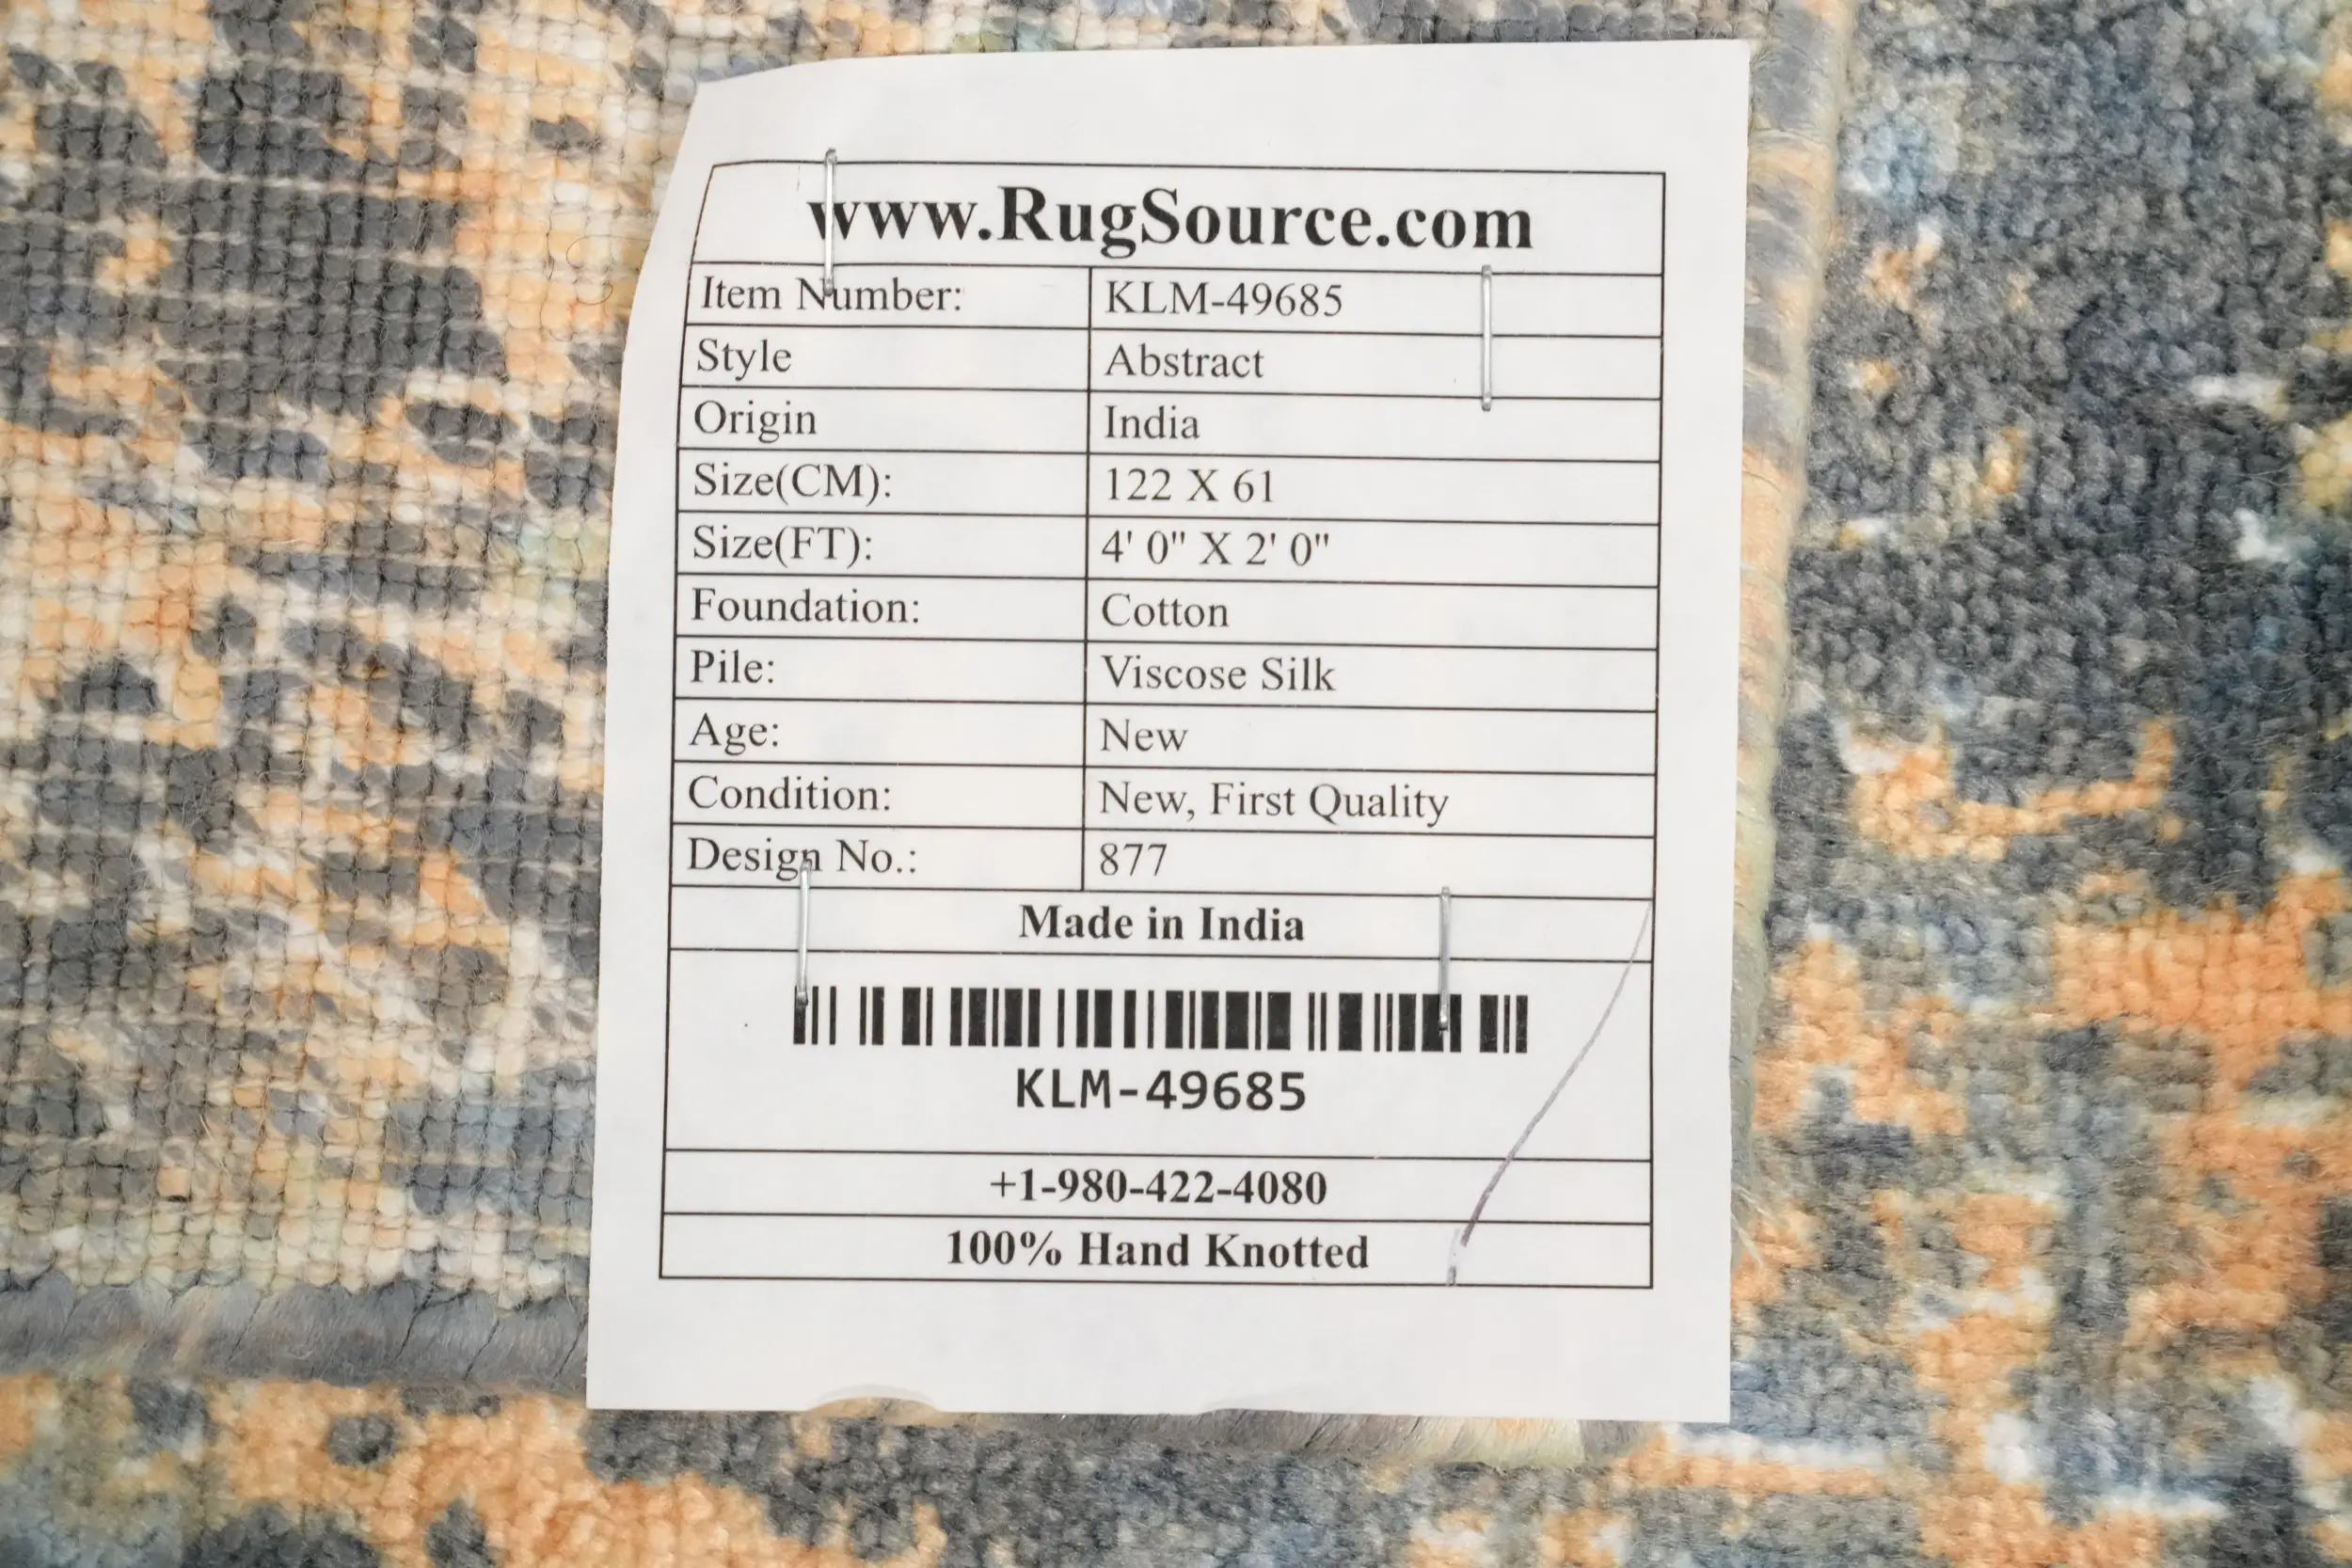 www.RugSource.com
Item Number: KLM-49685
Style Abstract
Origin India
Size(CM): 122 X 61
Size(FT): 4' 0" X 2' 0"
Foundation: Cotton
Pile: Viscose Silk
Age: New
Condition: New, First Quality
Design No.: 877
Made in India
KLM-49685
+1-980-422-4080
100% Hand Knotted